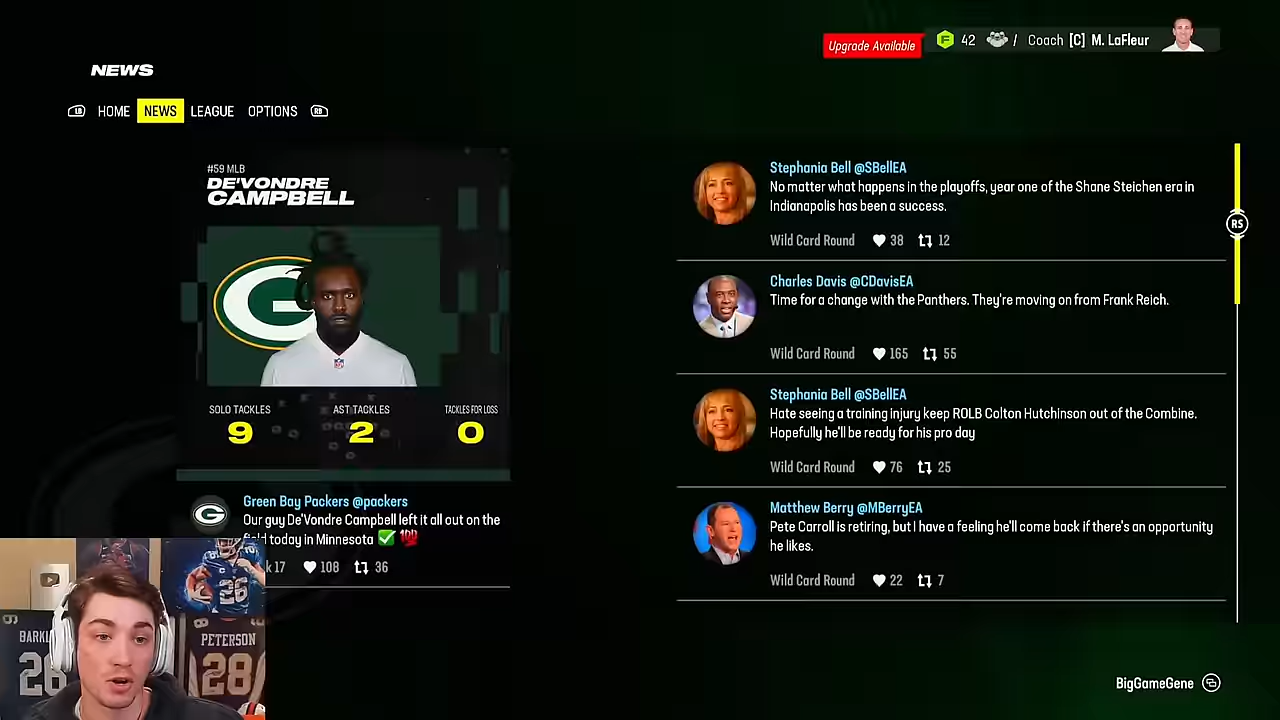 Upgrade Available
42
/ Coach [C] M. LaFleur
NEWS
LB HOME NEWS LEAGUE OPTIONS RB
#59 MLB
DE'VONDRE
CAMPBELL
SOLO TACKLES
AST TACKLES
TACKLES FOR LOSS
9
2
0
Green Bay Packers @packers
Our guy De'Vondre Campbell left it all out on the
field today in Minnesota ✅ 💯
k 17 108 36
Stephania Bell @SBellEA
No matter what happens in the playoffs, year one of the Shane Steichen era in
Indianapolis has been a success.
Wild Card Round 38 12
Charles Davis @CDavisEA
Time for a change with the Panthers. They're moving on from Frank Reich.
Wild Card Round 165 55
Stephania Bell @SBellEA
Hate seeing a training injury keep ROLB Colton Hutchinson out of the Combine.
Hopefully he'll be ready for his pro day
Wild Card Round 76 25
Matthew Berry @MBerryEA
Pete Carroll is retiring, but I have a feeling he'll come back if there's an opportunity
he likes.
Wild Card Round 22 7
RS
BigGameGene
26
BARKL
26
PETERSON
28